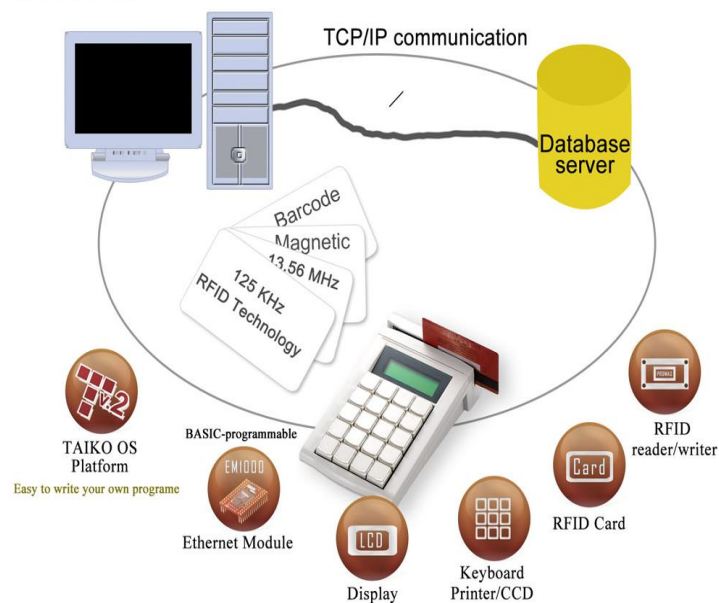 TCP/IP communication
Database
server
Barcode
Magnetic
13.56 MHz
125 KHz
RFID Technology
V.2
TAIKO OS
Platform
Easy to write your own programe
BASIC-programmable
EM1000
Ethernet Module
LCD
Display
Keyboard
Printer/CCD
Card
RFID Card
PROMAG
RFID
reader/writer